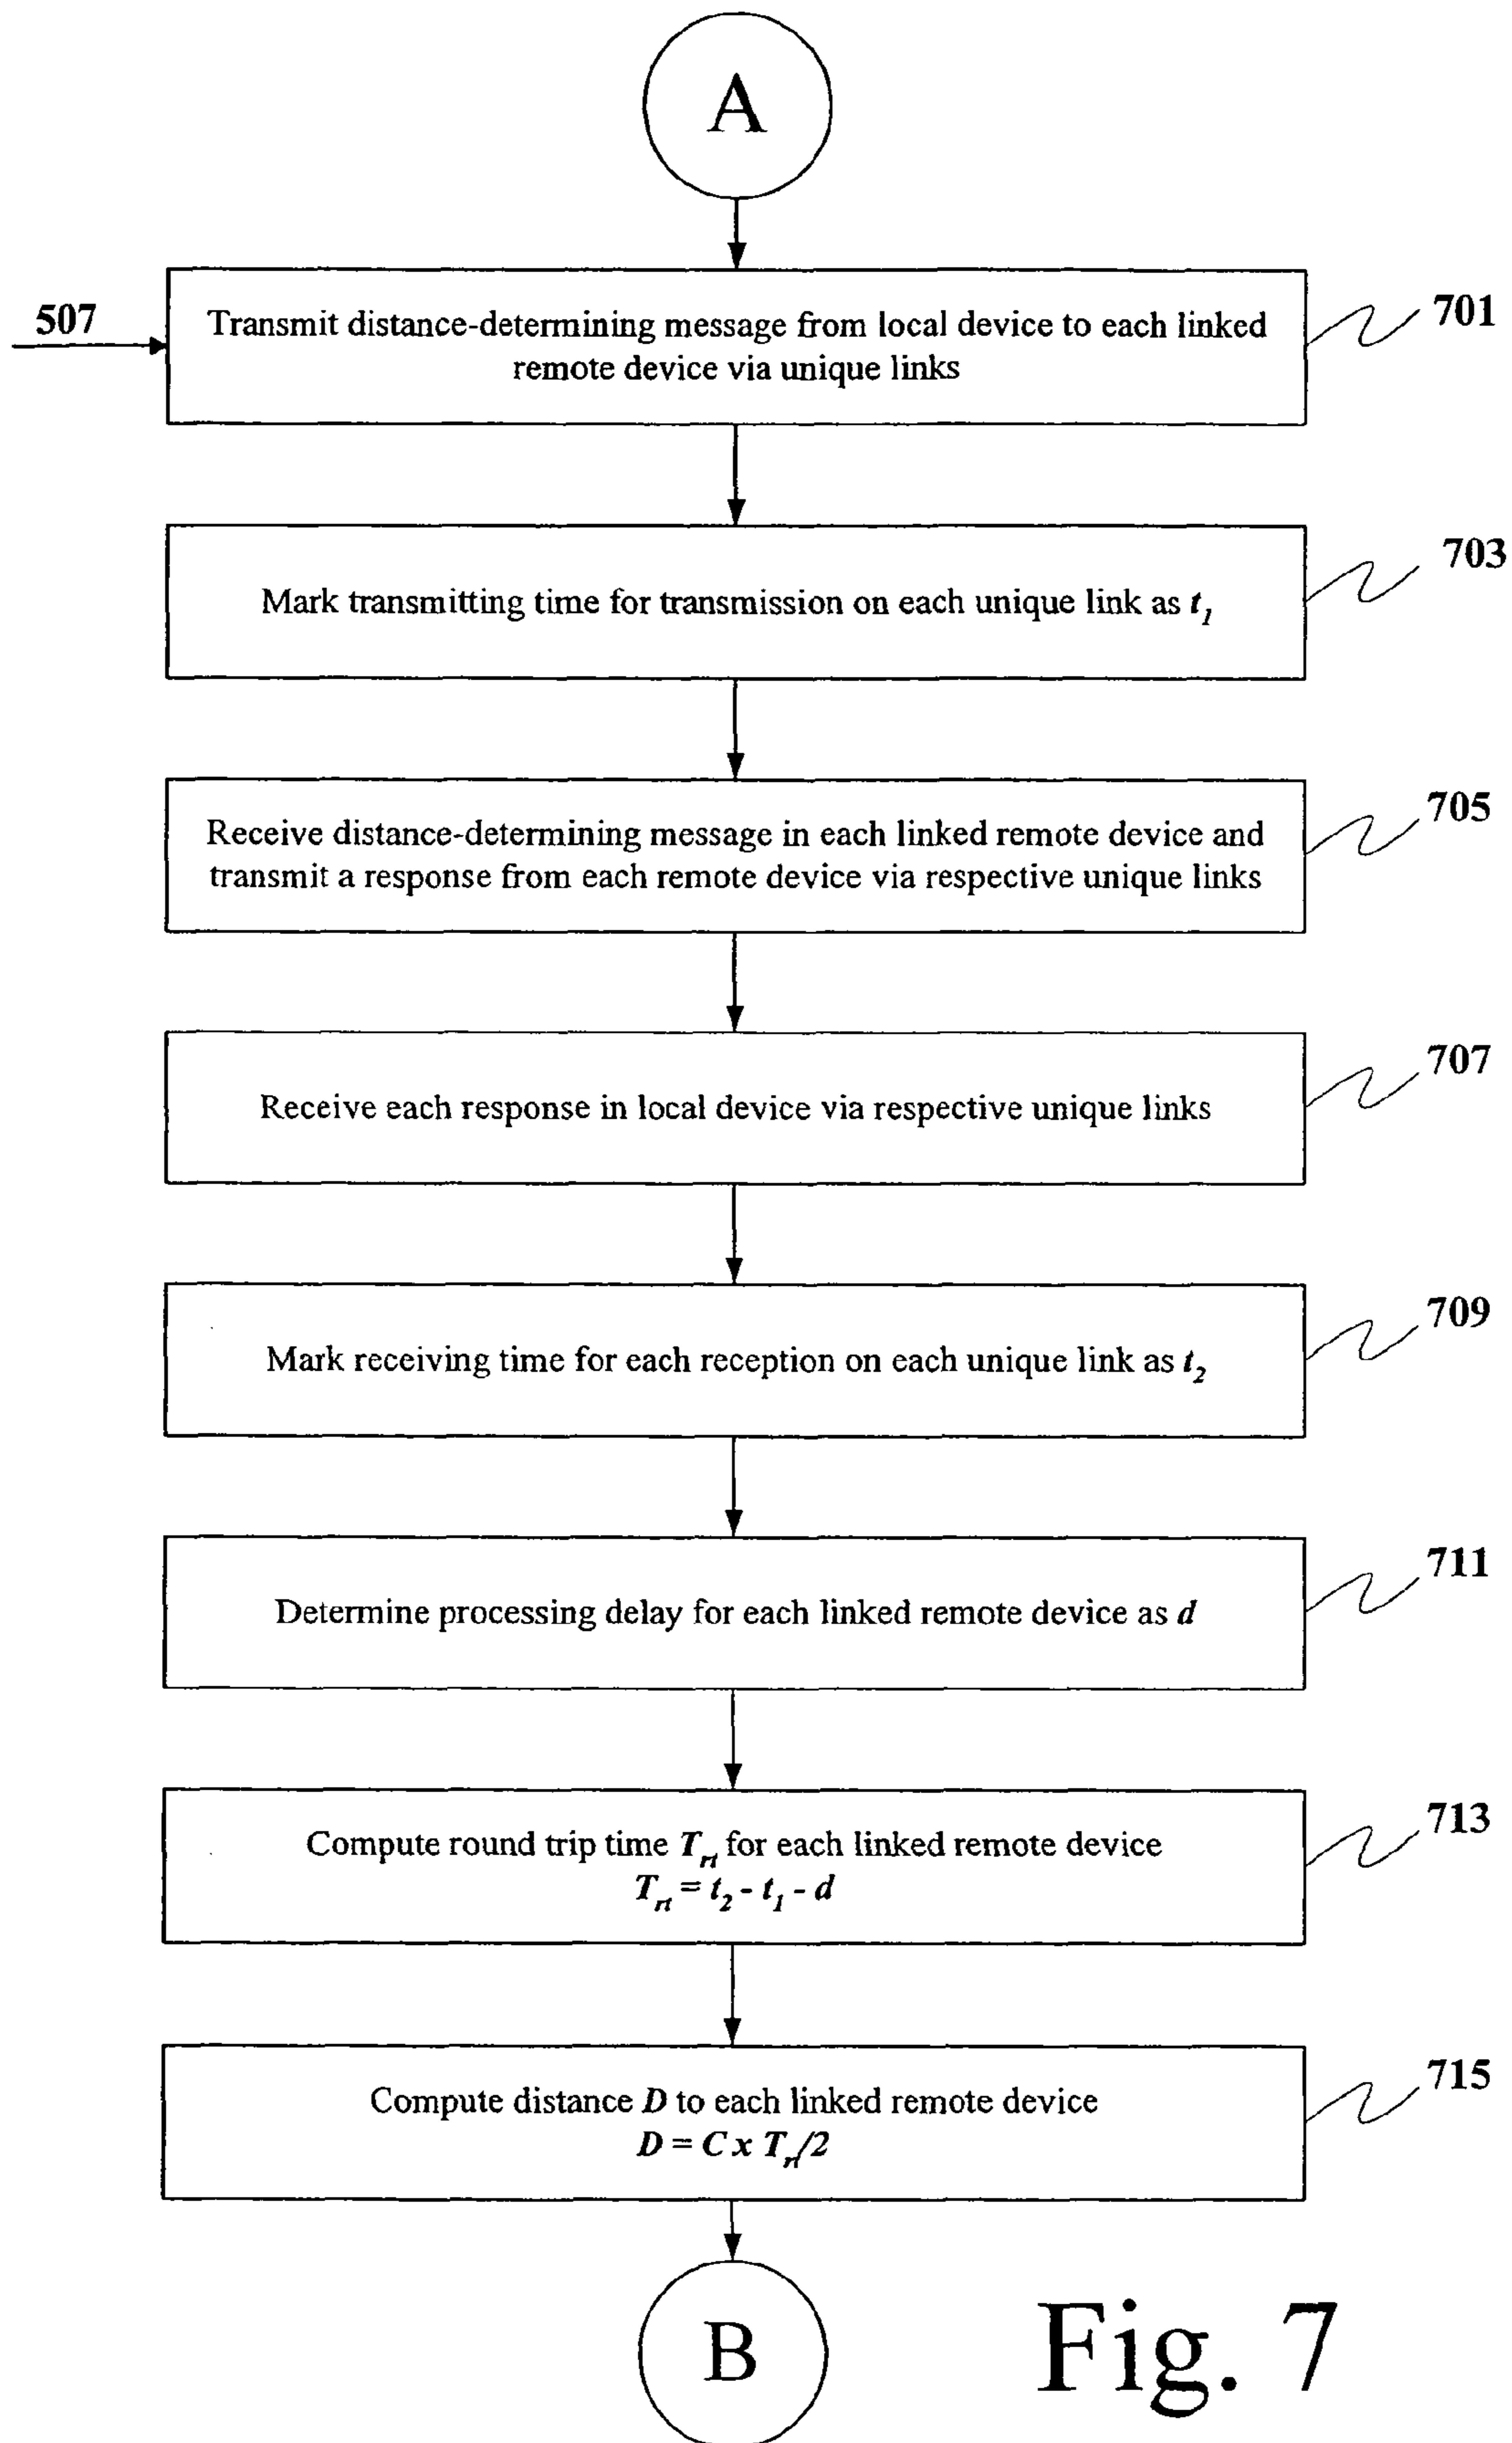 A
507
Transmit distance-determining message from local device to each linked
remote device via unique links
701
Mark transmitting time for transmission on each unique link as t₁
703
Receive distance-determining message in each linked remote device and
transmit a response from each remote device via respective unique links
705
Receive each response in local device via respective unique links
707
Mark receiving time for each reception on each unique link as t₂
709
Determine processing delay for each linked remote device as d
711
Compute round trip time Trt for each linked remote device
Trt = t₂ - t₁ - d
713
Compute distance D to each linked remote device
D = C x Trt/2
715
B
Fig. 7